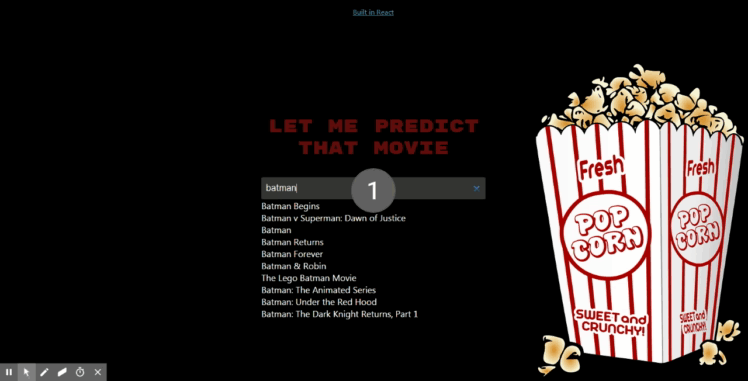 Built in React
LET ME PREDICT
THAT MOVIE
batman
1
Batman Begins
Batman v Superman: Dawn of Justice
Batman
Batman Returns
Batman Forever
Batman & Robin
The Lego Batman Movie
Batman: The Animated Series
Batman: Under the Red Hood
Batman: The Dark Knight Returns, Part 1
Fresh
POP
CORN
SWEET and
CRUNCHY!
Fresh
POP
CORN
SWEET and
CRUNCHY!